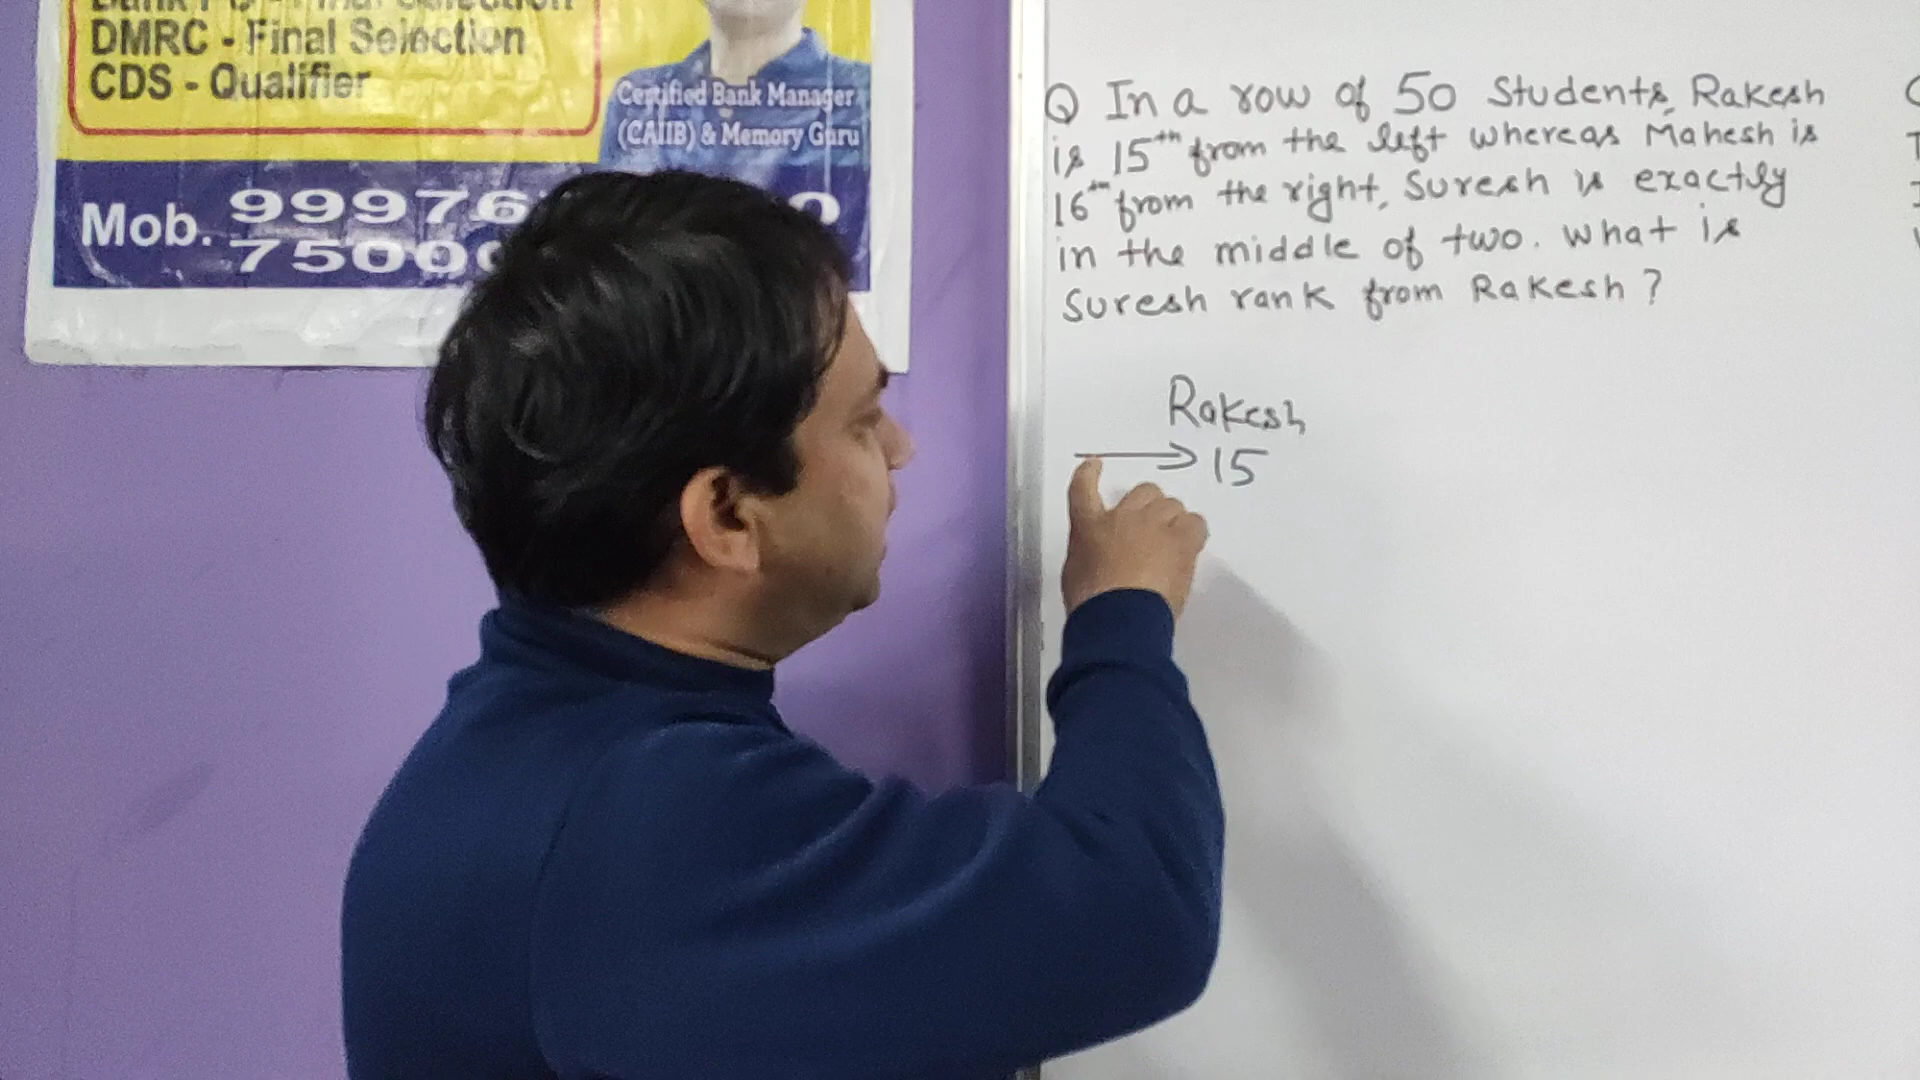 DMRC - Final Selection
CDS - Qualifier
Certified Bank Manager
(CAIIB) & Memory Guru
Mob.
Q In a row of 50 Students, Rakesh
is 15th from the left whereas Mahesh is
16th from the right, Suresh is exactly
in the middle of two. What is
Suresh rank from Rakesh?
Rakesh
15